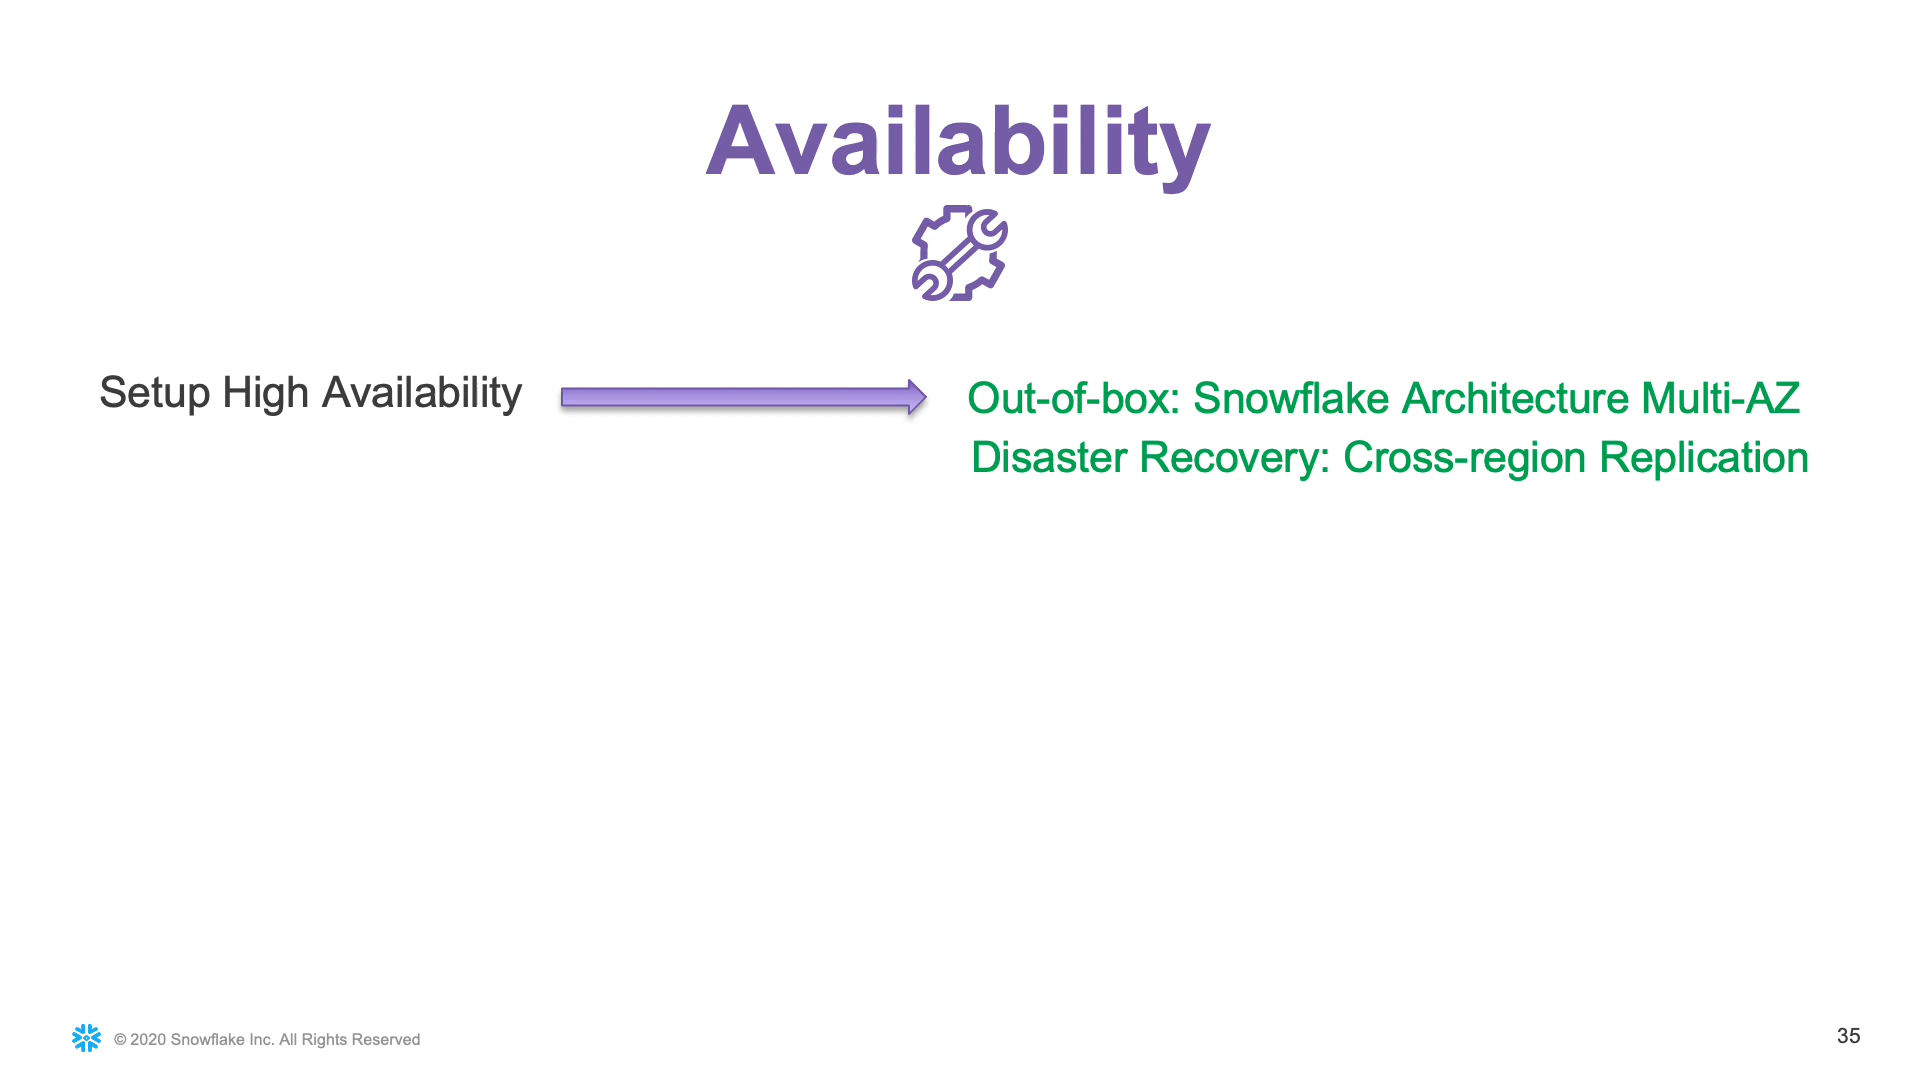 Availability
Setup High Availability
Out-of-box: Snowflake Architecture Multi-AZ
Disaster Recovery: Cross-region Replication
© 2020 Snowflake Inc. All Rights Reserved
35